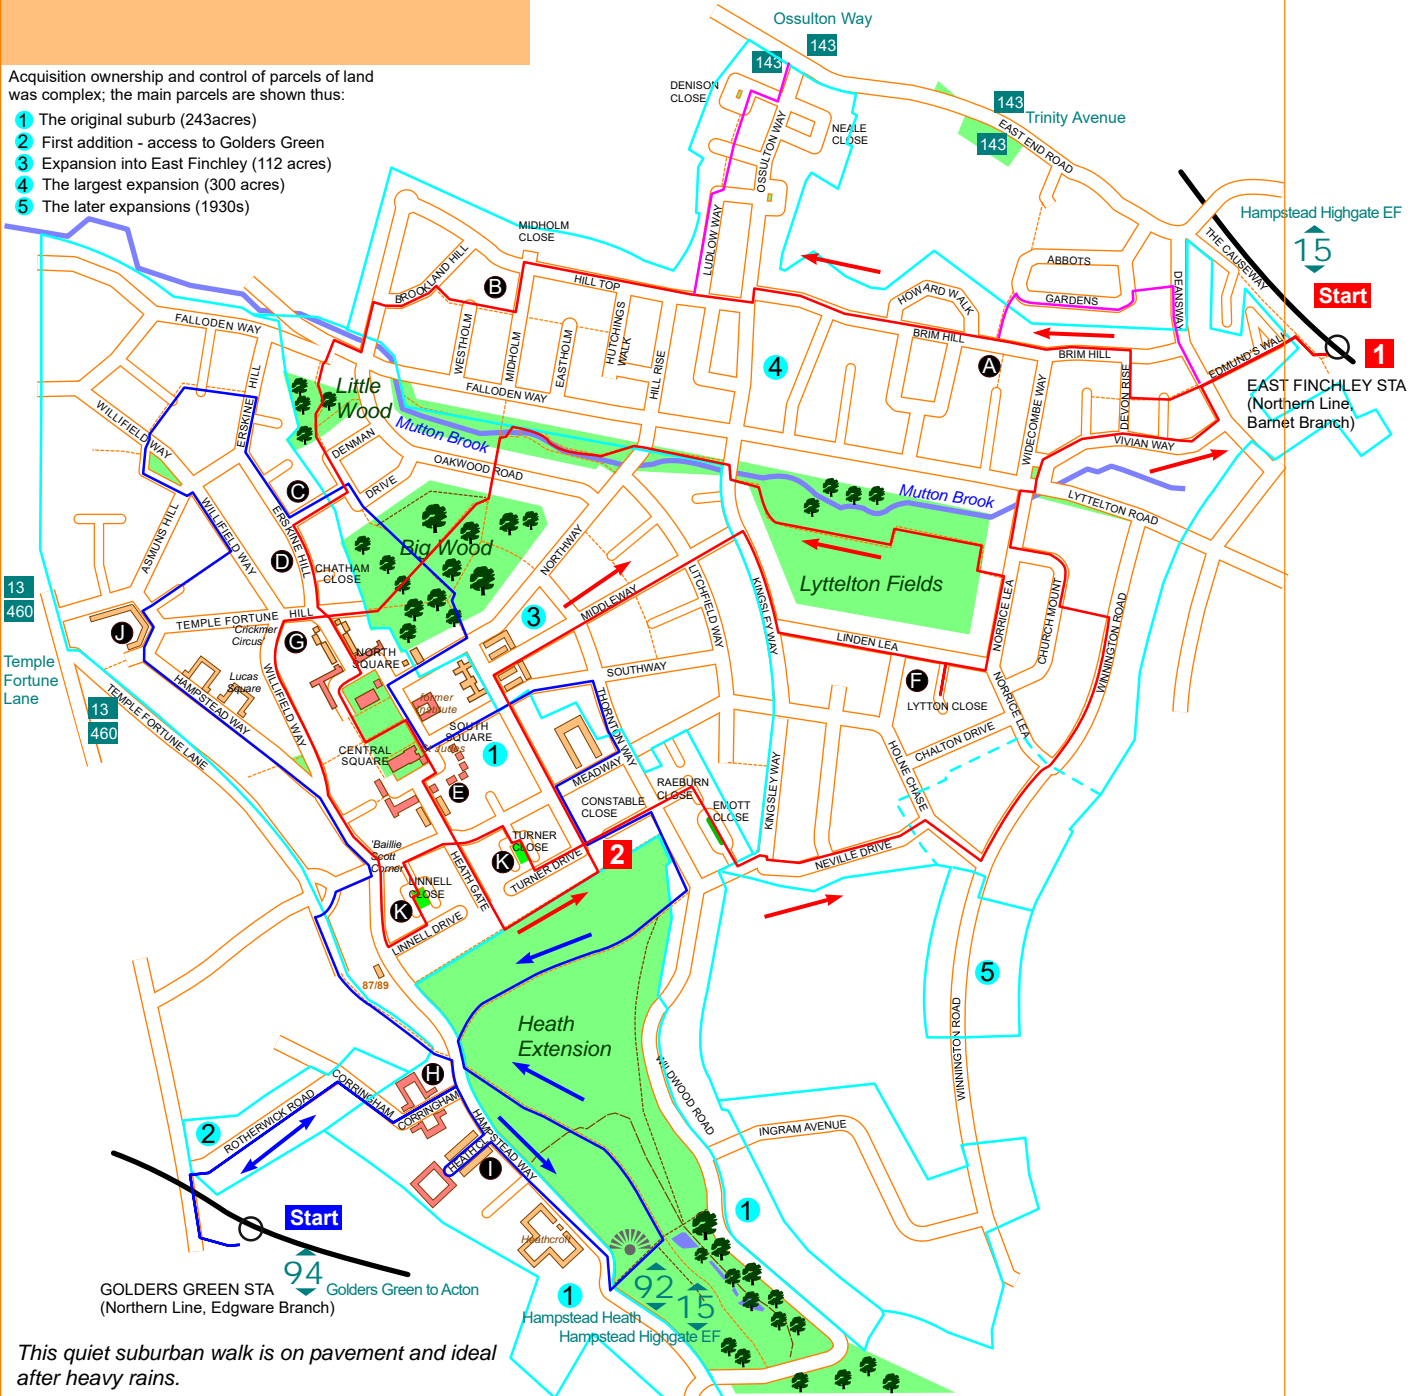 Ossulton Way
143
143
Acquisition ownership and control of parcels of land
was complex; the main parcels are shown thus:
1 The original suburb (243acres)
2 First addition - access to Golders Green
3 Expansion into East Finchley (112 acres)
4 The largest expansion (300 acres)
5 The later expansions (1930s)
DENISON
CLOSE
NEALE
CLOSE
OSSULTON WAY
LUDLOW WAY
143
Trinity Avenue
143
EAST END ROAD
Hampstead Highgate EF
15
Start
1
THE CAUSEWAY
EAST FINCHLEY STA
(Northern Line,
Barnet Branch)
MIDHOLM
CLOSE
BROOKLAND HILL
B
HILL TOP
ABBOTS
GARDENS
HOWARD WALK
DEANSWAY
BRIM HILL
BRIM HILL
EDMUND'S WALK
A
4
FALLODEN WAY
WESTHOLM
MIDHOLM
EASTHOLM
HUTCHINGS
WALK
HILL RISE
FALLODEN WAY
Little
Wood
Mutton Brook
ERSKINE HILL
WILLIFIELD WAY
DENMAN
DRIVE
OAKWOOD ROAD
WIDECOMBE WAY
DEVON RISE
VIVIAN WAY
Mutton Brook
LYTTELTON ROAD
C
ASMUNS HILL
WILLIFIELD WAY
ERSKINE HILL
D
CHATHAM
CLOSE
Big Wood
NORTHWAY
MIDDLEWAY
LITCHFIELD WAY
KINGSLEY WAY
Lyttelton Fields
LINDEN LEA
NORRICE LEA
CHURCH MOUNT
WINNINGTON ROAD
13
460
Temple
Fortune
Lane
J
TEMPLE FORTUNE HILL
'Crickmer
Circus'
G
NORTH
SQUARE
3
SOUTHWAY
F
LYTTON CLOSE
NORRICE LEA
Lucas
Square
WILLIFIELD WAY
HAMPSTEAD WAY
13
460
TEMPLE FORTUNE LANE
former
institute
SOUTH
SQUARE
St Judes
1
THORNTON WAY
CENTRAL
SQUARE
E
MEADWAY
CONSTABLE
CLOSE
RAEBURN
CLOSE
EMOTT
CLOSE
KINGSLEY WAY
HOLNE CHASE
CHALTON DRIVE
NEVILLE DRIVE
'Baillie
Scott
Corner'
HEATH GATE
TURNER
CLOSE
K
TURNER DRIVE
2
LINNELL
CLOSE
K
LINNELL DRIVE
87/89
5
WINNINGTON ROAD
Heath
Extension
WILDWOOD ROAD
INGRAM AVENUE
H
CORRINGHAM
CORRINGHAM
ROTHERWICK ROAD
2
HAMPSTEAD WAY
I
Heathcroft
1
Start
94
Golders Green to Acton
GOLDERS GREEN STA
(Northern Line, Edgware Branch)
1
92
15
Hampstead Heath
Hampstead Highgate EF
This quiet suburban walk is on pavement and ideal
after heavy rains.